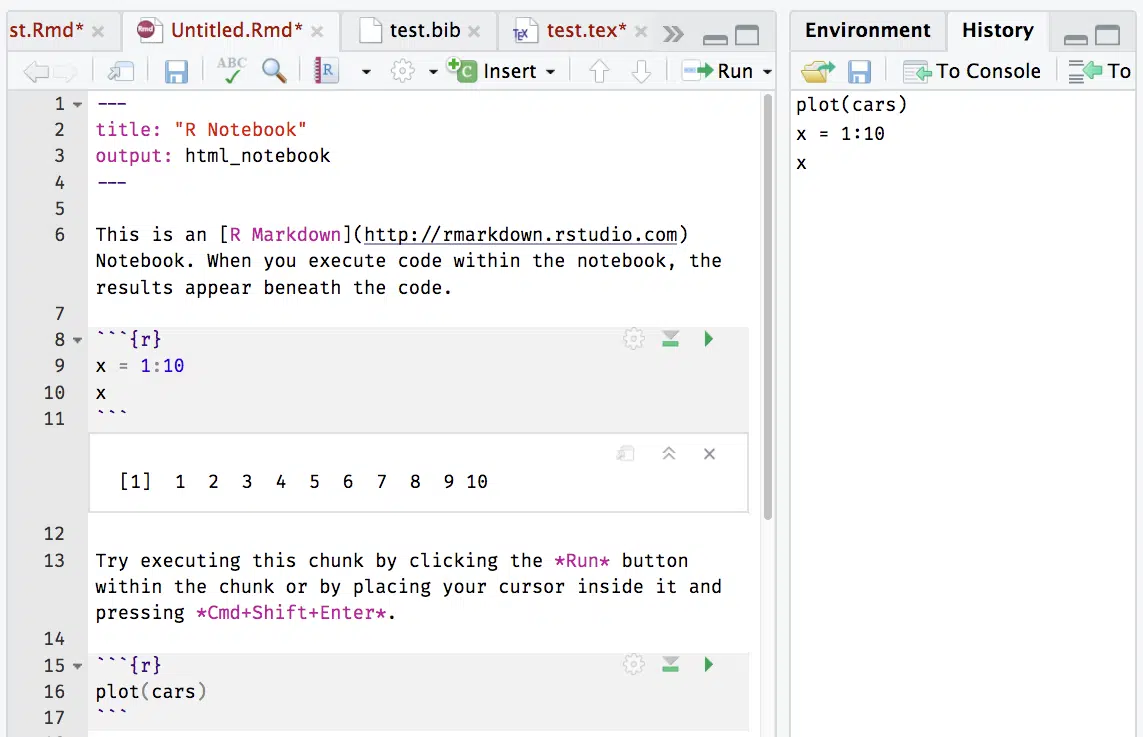 st.Rmd* Untitled.Rmd* test.bib test.tex*
ABC R C Insert Run
1 ---
2 title: "R Notebook"
3 output: html_notebook
4 ---
5
6 This is an [R Markdown](http://rmarkdown.rstudio.com)
Notebook. When you execute code within the notebook, the
results appear beneath the code.
7
8 ```{r}
9 x = 1:10
10 x
11 ```
[1] 1 2 3 4 5 6 7 8 9 10
12
13 Try executing this chunk by clicking the *Run* button
within the chunk or by placing your cursor inside it and
pressing *Cmd+Shift+Enter*.
14
15 ```{r}
16 plot(cars)
17 ```
Environment History
To Console To
plot(cars)
x = 1:10
x